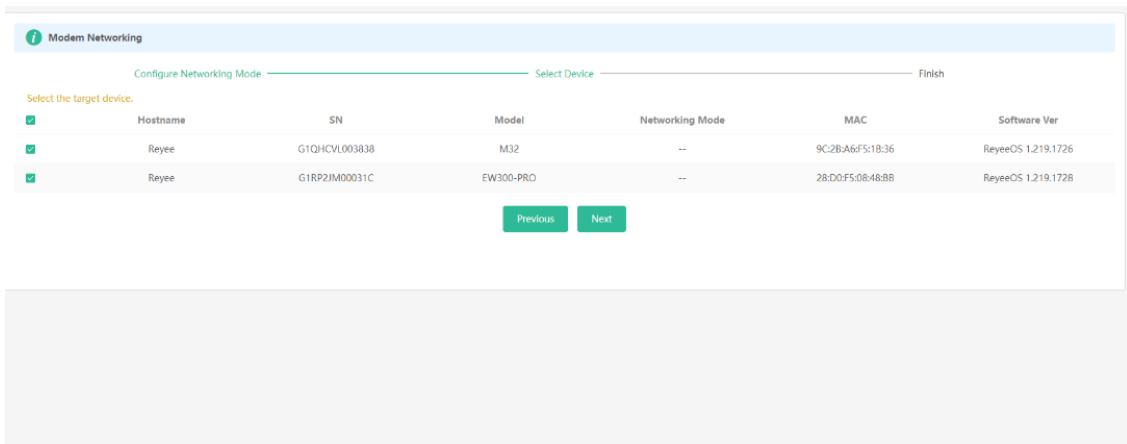 Modem Networking
Configure Networking Mode Select Device Finish
Select the target device.
Hostname SN Model Networking Mode MAC Software Ver
Reyee G1QHCVL003838 M32 -- 9C:2B:A6:F5:1B:36 ReyeeOS 1.219.1726
Reyee G1RP2JM00031C EW300-PRO -- 28:D0:F5:08:48:BB ReyeeOS 1.219.1728
Previous Next